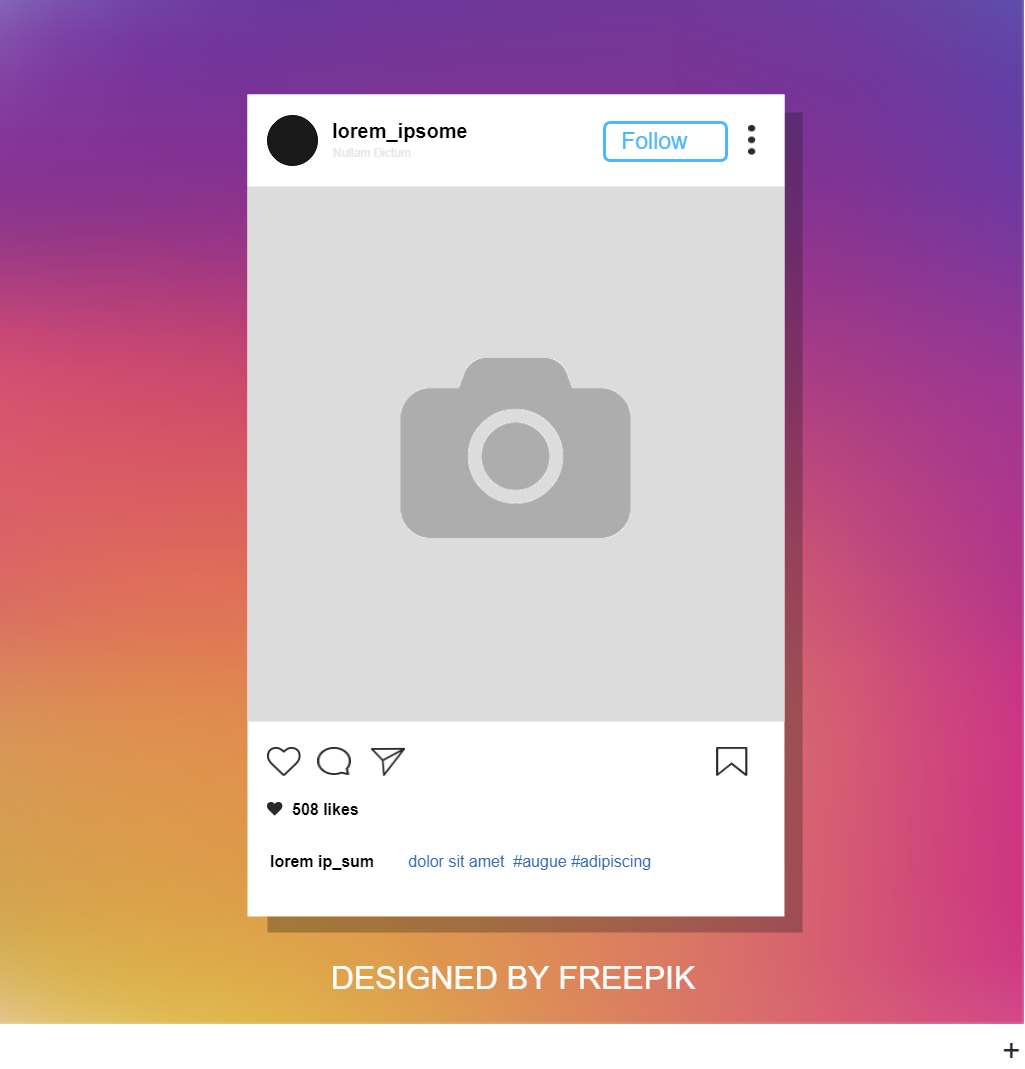 lorem_ipsome
Nullam Dictum
Follow
508 likes
lorem ip_sum dolor sit amet #augue #adipiscing
DESIGNED BY FREEPIK
+